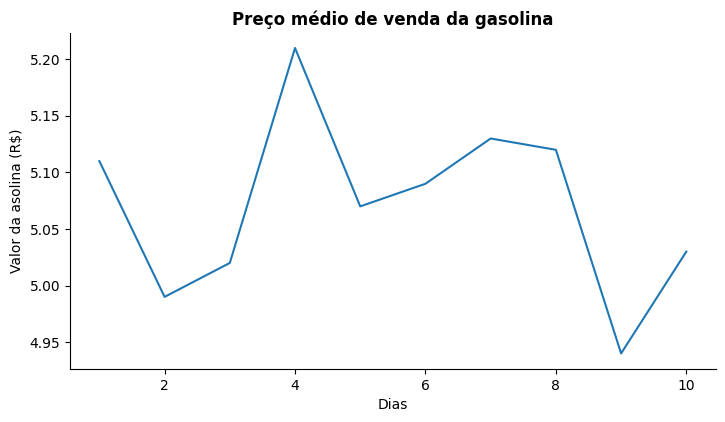 Preço médio de venda da gasolina
Valor da asolina (R$)
5.20
5.15
5.10
5.05
5.00
4.95
2 4 6 8 10
Dias